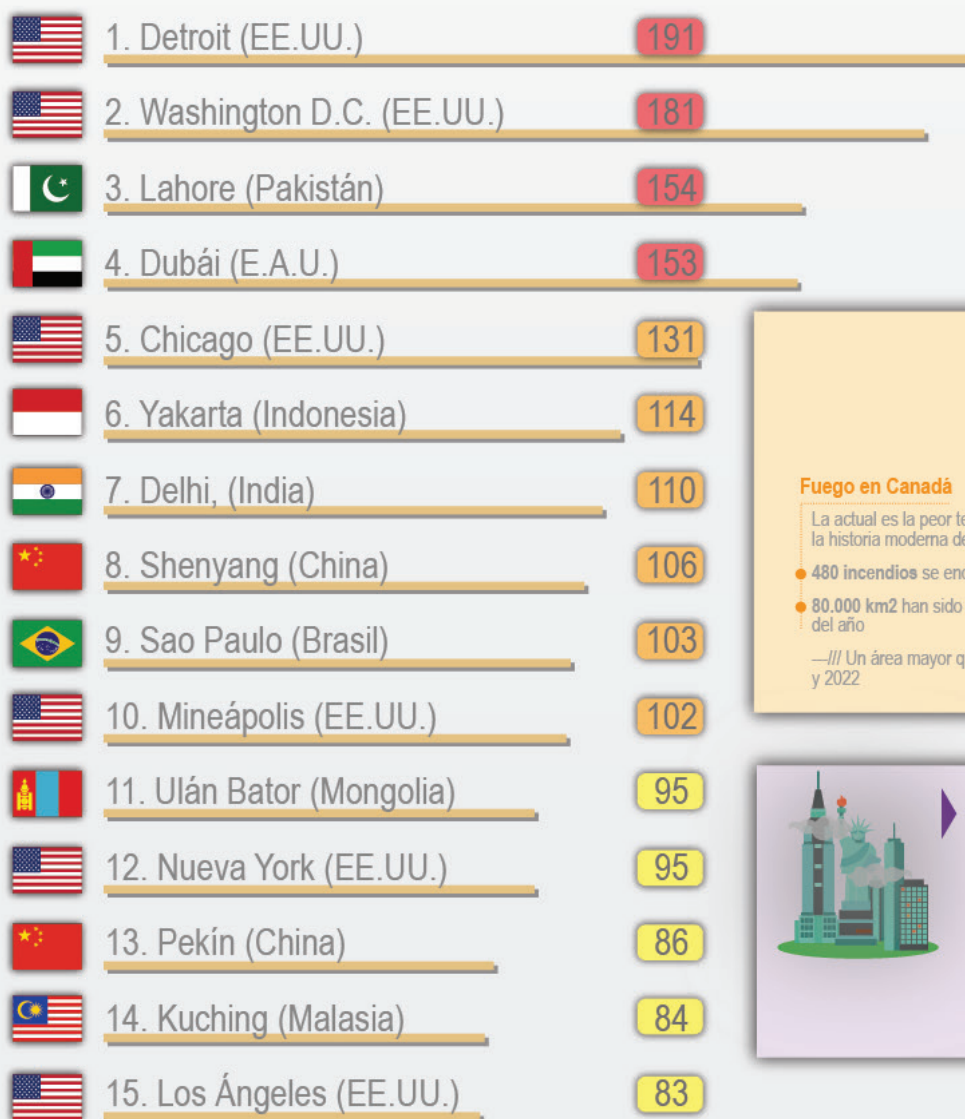 1. Detroit (EE.UU.) 191
2. Washington D.C. (EE.UU.) 181
3. Lahore (Pakistán) 154
4. Dubái (E.A.U.) 153
5. Chicago (EE.UU.) 131
6. Yakarta (Indonesia) 114
7. Delhi, (India) 110
8. Shenyang (China) 106
9. Sao Paulo (Brasil) 103
10. Mineápolis (EE.UU.) 102
11. Ulán Bator (Mongolia) 95
12. Nueva York (EE.UU.) 95
13. Pekín (China) 86
14. Kuching (Malasia) 84
15. Los Ángeles (EE.UU.) 83
Fuego en Canadá
La actual es la peor
la historia moderna
480 incendios se
80.000 km2 han sido
del año
—/// Un área mayor
y 2022